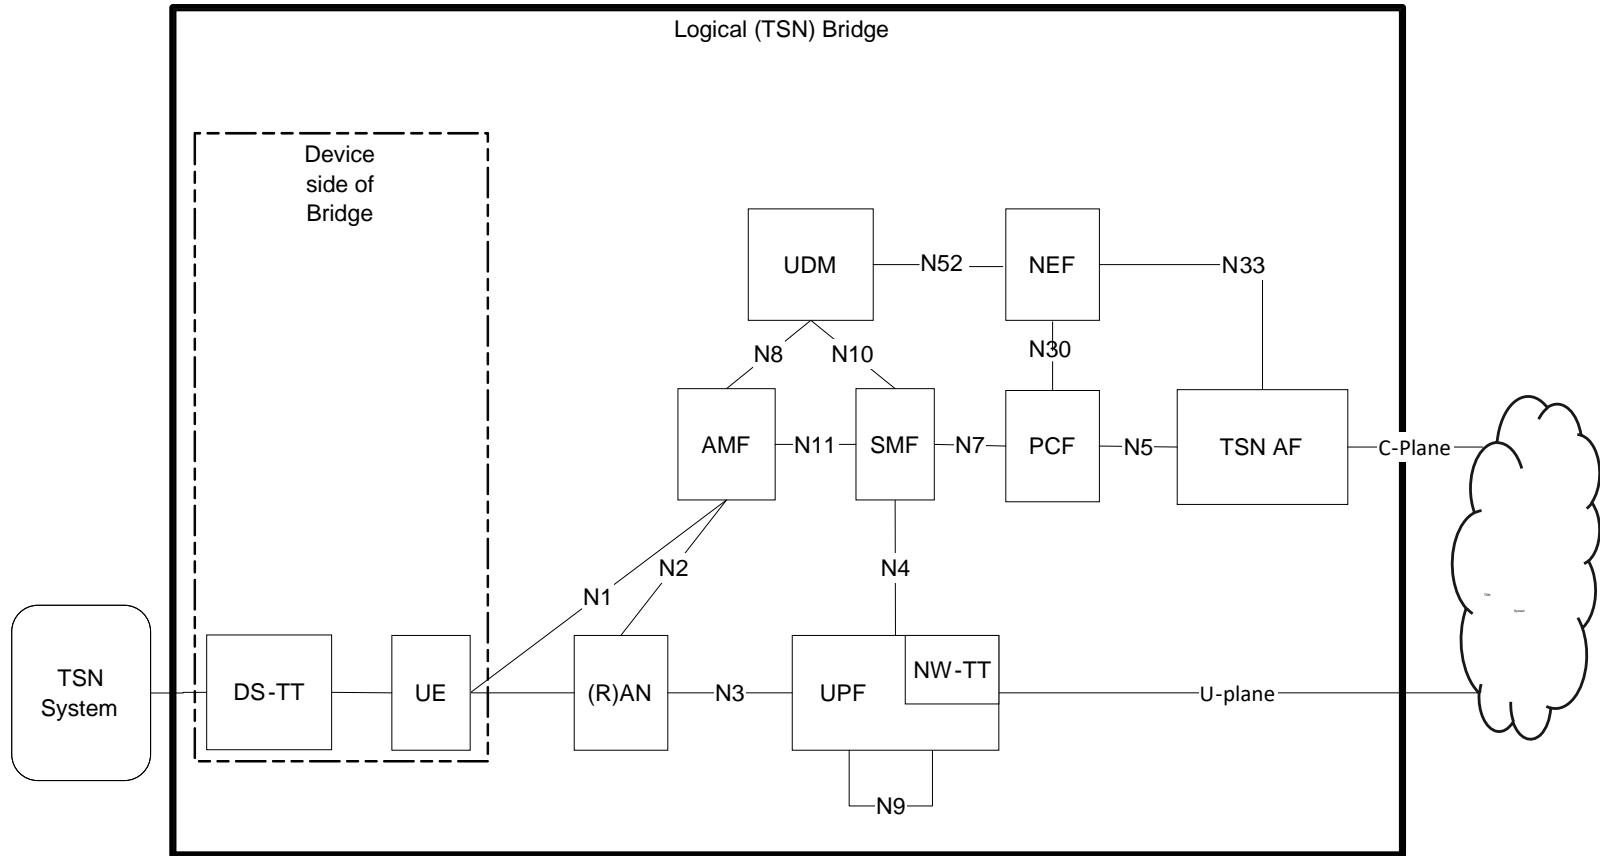 Logical (TSN) Bridge
Device
side of
Bridge
UDM
N52
NEF
N33
N8
N10
N30
AMF
N11
SMF
N7
PCF
N5
TSN AF
C-Plane
N1
N2
N4
TSN
System
DS-TT
UE
(R)AN
N3
UPF
NW-TT
U-plane
N9
System